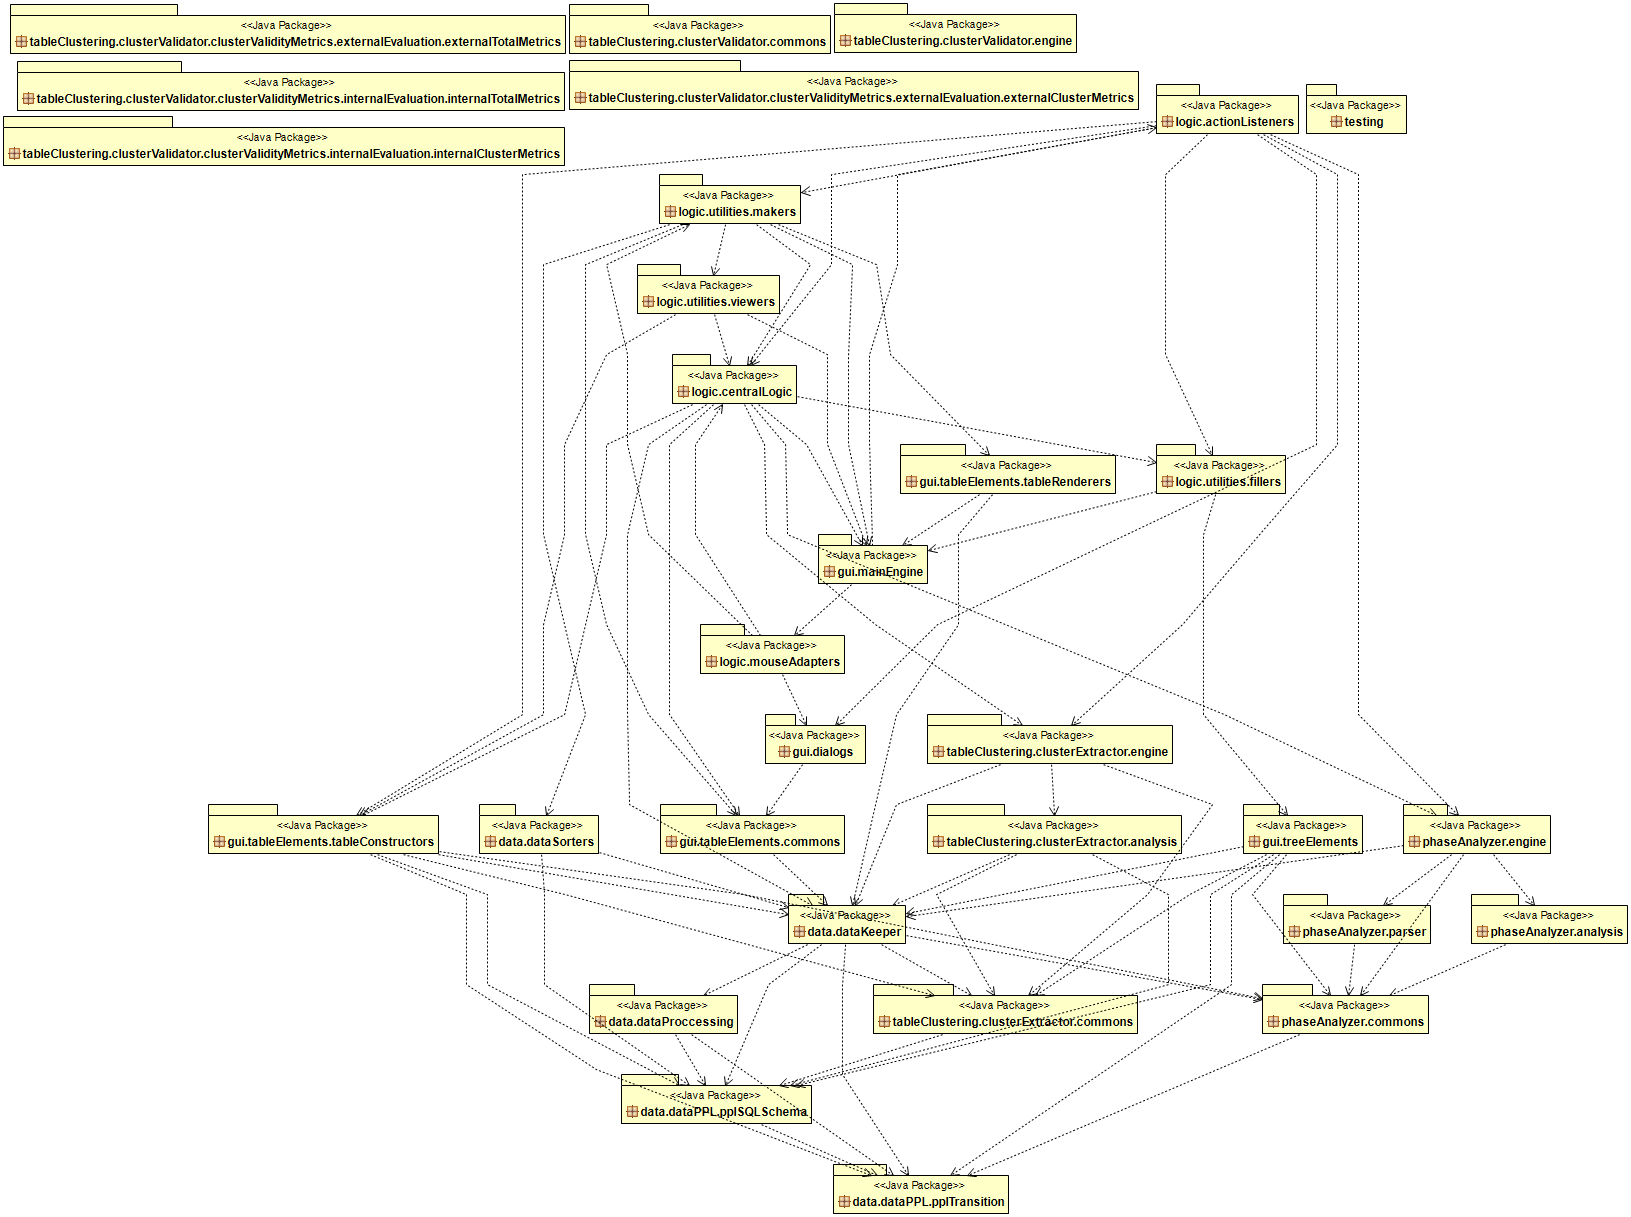 <<Java Package>>
tableClustering.clusterValidator.clusterValidityMetrics.externalEvaluation.externalTotalMetrics
<<Java Package>>
tableClustering.clusterValidator.commons
<<Java Package>>
tableClustering.clusterValidator.engine
<<Java Package>>
tableClustering.clusterValidator.clusterValidityMetrics.internalEvaluation.internalTotalMetrics
<<Java Package>>
tableClustering.clusterValidator.clusterValidityMetrics.externalEvaluation.externalClusterMetrics
<<Java Package>>
logic.actionListeners
<<Java Package>>
testing
<<Java Package>>
tableClustering.clusterValidator.clusterValidityMetrics.internalEvaluation.internalClusterMetrics
<<Java Package>>
logic.utilities.makers
<<Java Package>>
logic.utilities.viewers
<<Java Package>>
logic.centralLogic
<<Java Package>>
gui.tableElements.tableRenderers
<<Java Package>>
logic.utilities.fillers
<<Java Package>>
gui.mainEngine
<<Java Package>>
logic.mouseAdapters
<<Java Package>>
gui.dialogs
<<Java Package>>
tableClustering.clusterExtractor.engine
<<Java Package>>
gui.tableElements.tableConstructors
<<Java Package>>
data.dataSorters
<<Java Package>>
gui.tableElements.commons
<<Java Package>>
tableClustering.clusterExtractor.analysis
<<Java Package>>
gui.treeElements
<<Java Package>>
phaseAnalyzer.engine
<<Java Package>>
data.dataKeeper
<<Java Package>>
phaseAnalyzer.parser
<<Java Package>>
phaseAnalyzer.analysis
<<Java Package>>
data.dataProccessing
<<Java Package>>
tableClustering.clusterExtractor.commons
<<Java Package>>
phaseAnalyzer.commons
<<Java Package>>
data.dataPPL.pplSQLSchema
<<Java Package>>
data.dataPPL.pplTransition